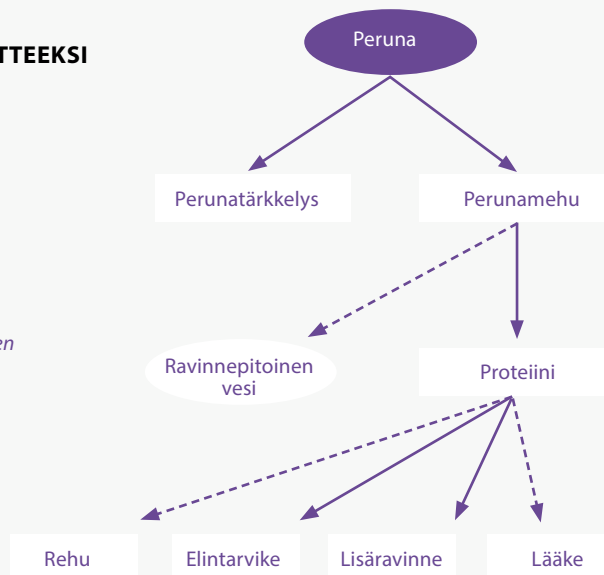 TTEEKSI
Peruna
Perunatärkkelys
Perunamehu
en
Ravinnepitoinen
vesi
Proteiini
Rehu
Elintarvike
Lisäravinne
Lääke